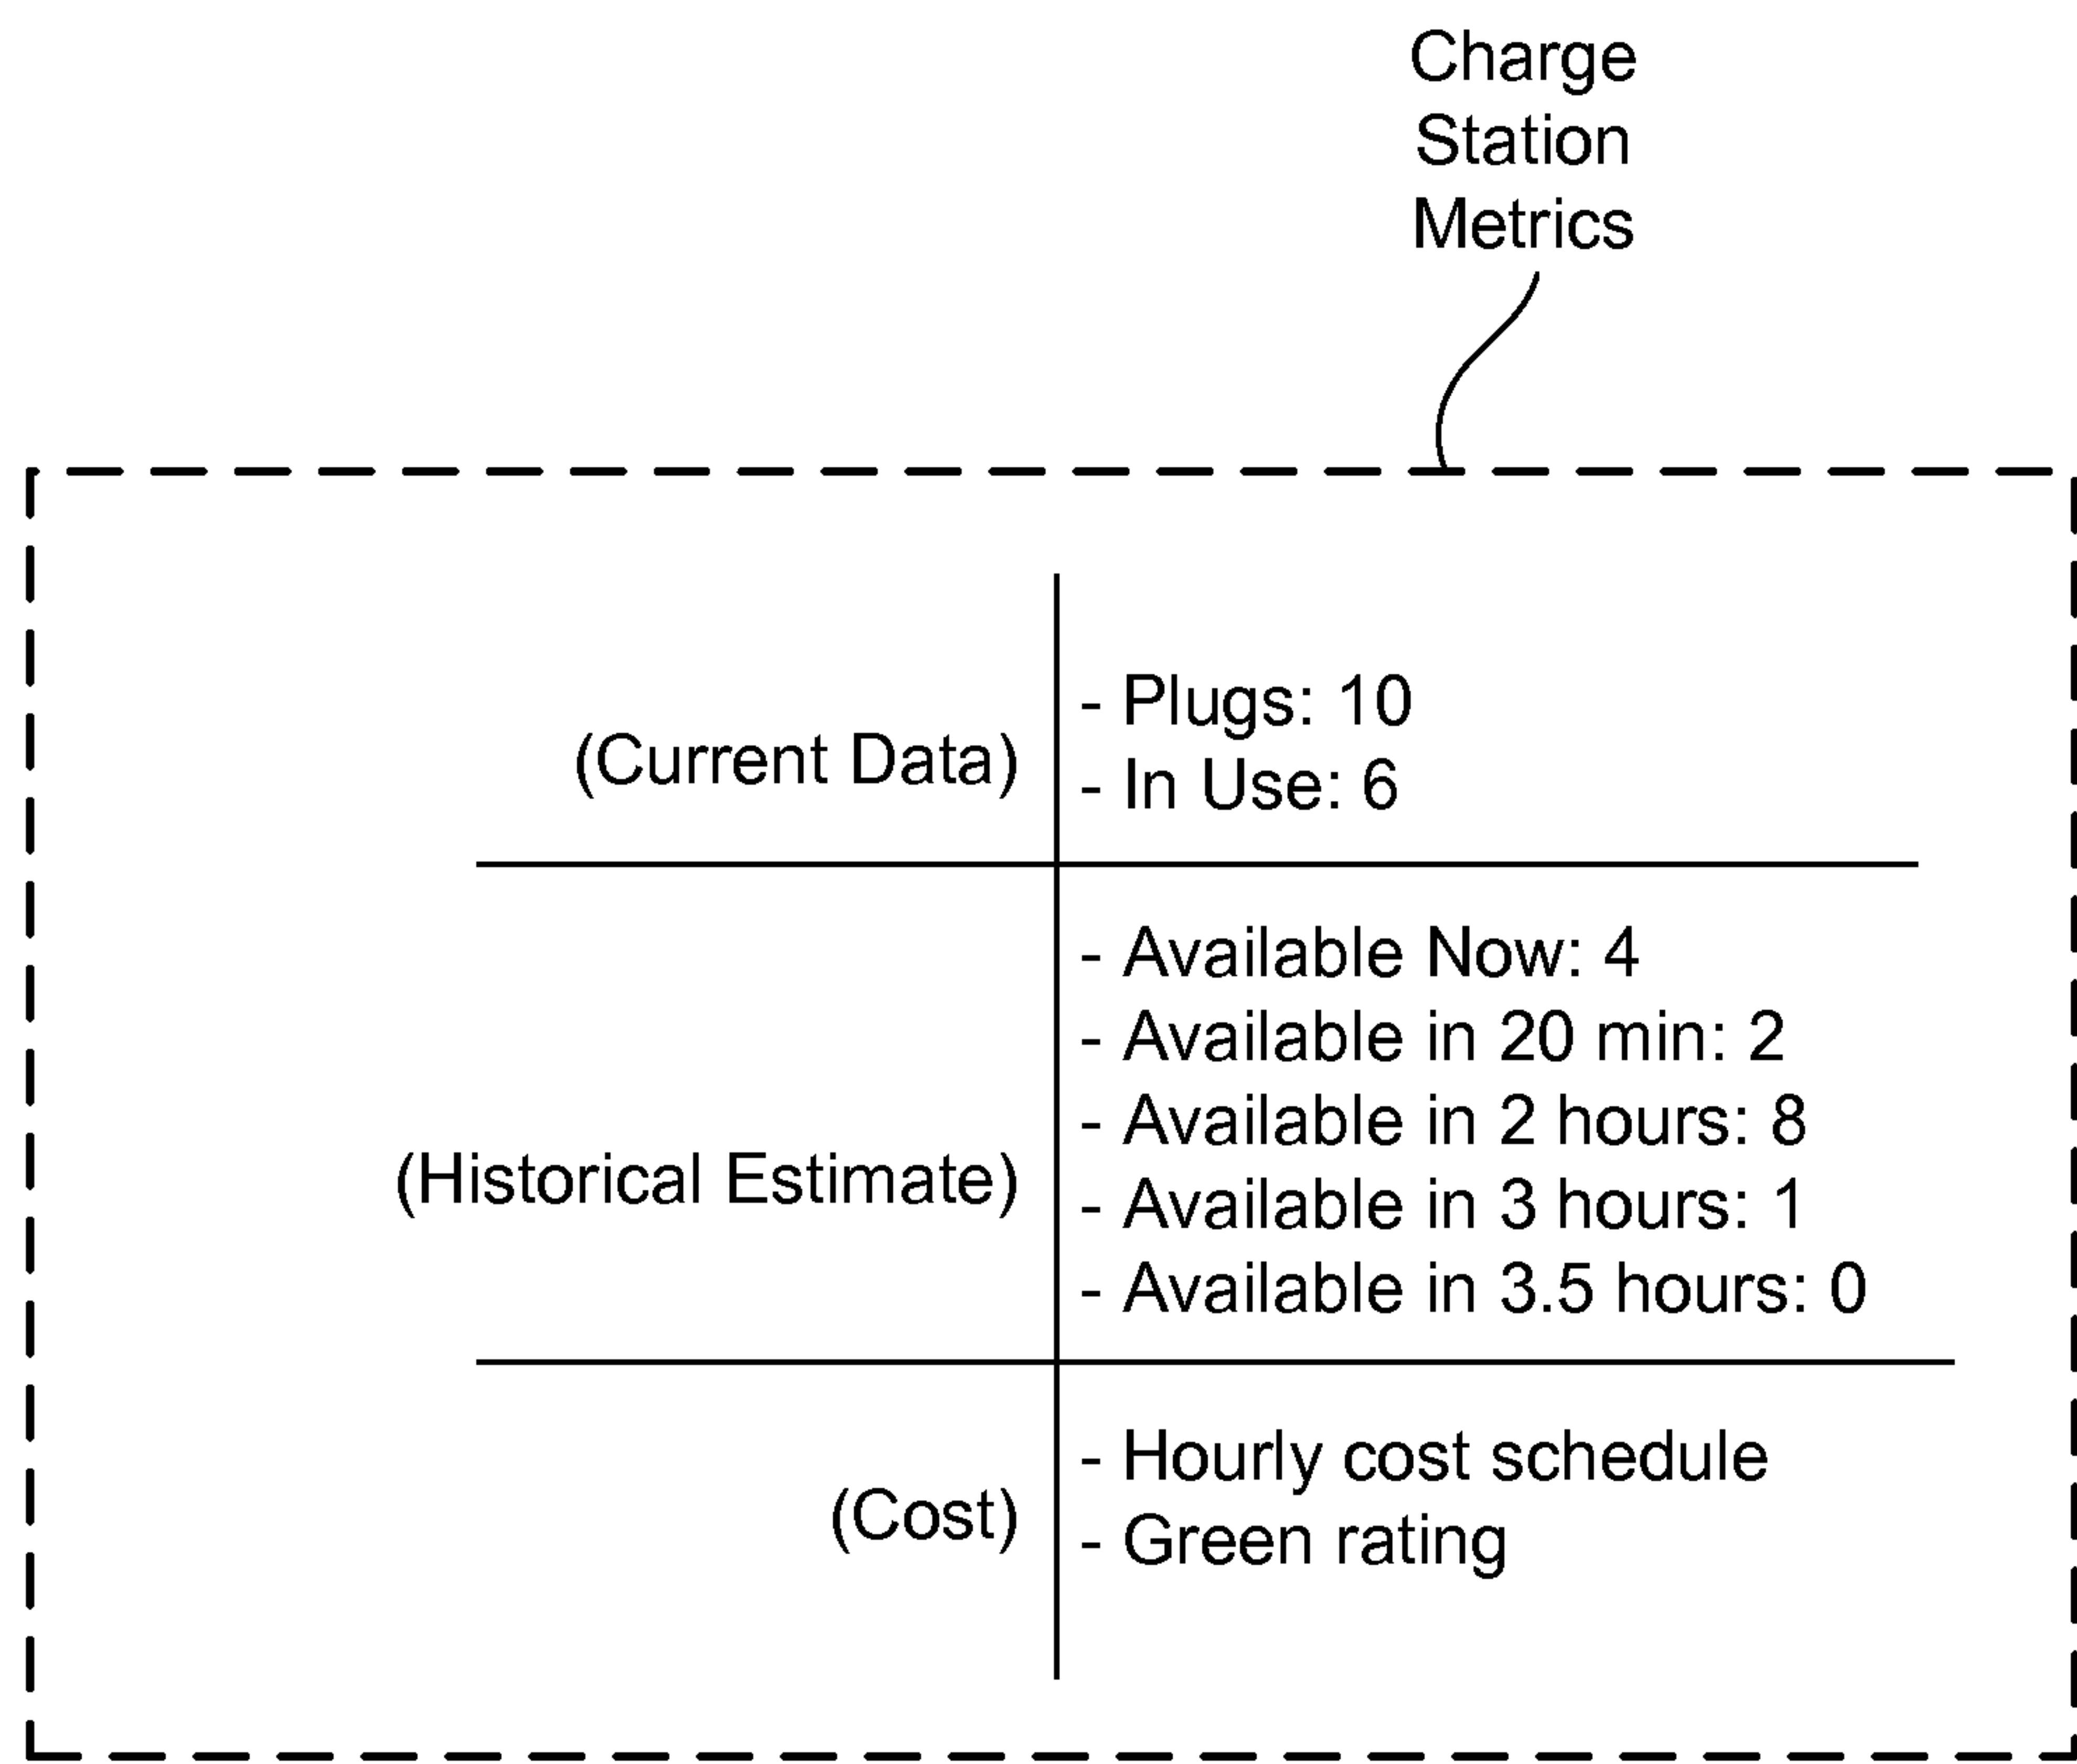 Charge
Station
Metrics
(Current Data)
- Plugs: 10
- In Use: 6
(Historical Estimate)
- Available Now: 4
- Available in 20 min: 2
- Available in 2 hours: 8
- Available in 3 hours: 1
- Available in 3.5 hours: 0
(Cost)
- Hourly cost schedule
- Green rating